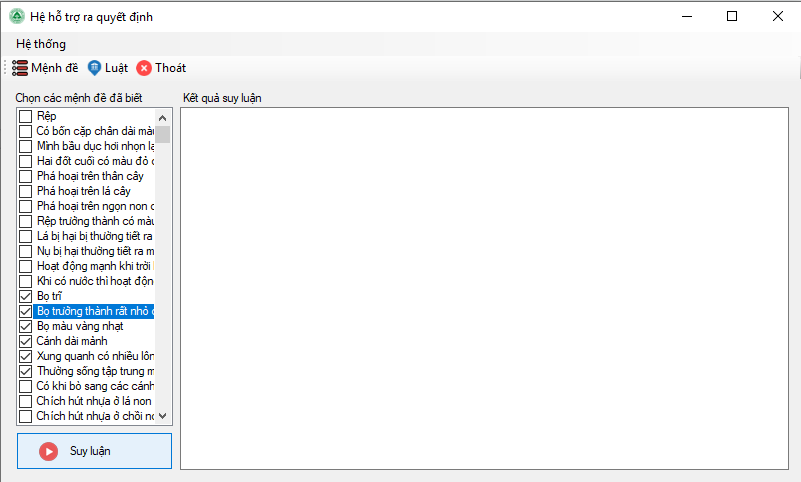 Hệ hỗ trợ ra quyết định
Hệ thống
Mệnh đề Luật Thoát
Chọn các mệnh đề đã biết
Kết quả suy luận
Rệp
Có bốn cặp chân dài màu
Mình bầu dục hơi nhọn lạ
Hai đốt cuối có màu đỏ
Phá hoại trên thân cây
Phá hoại trên lá cây
Phá hoại trên ngọn non
Rệp trưởng thành có màu
Lá bị hại bị thường tiết ra
Nụ bị hại thường tiết ra m
Hoạt động mạnh khi trời
Khi có nước thì hoạt độn
Bọ trĩ
Bọ trưởng thành rất nhỏ
Bọ màu vàng nhạt
Cánh dài mảnh
Xung quanh có nhiều lôn
Thường sống tập trung m
Có khi bò sang các cánh
Chích hút nhựa ở lá non
Chích hút nhựa ở chồi no
Suy luận